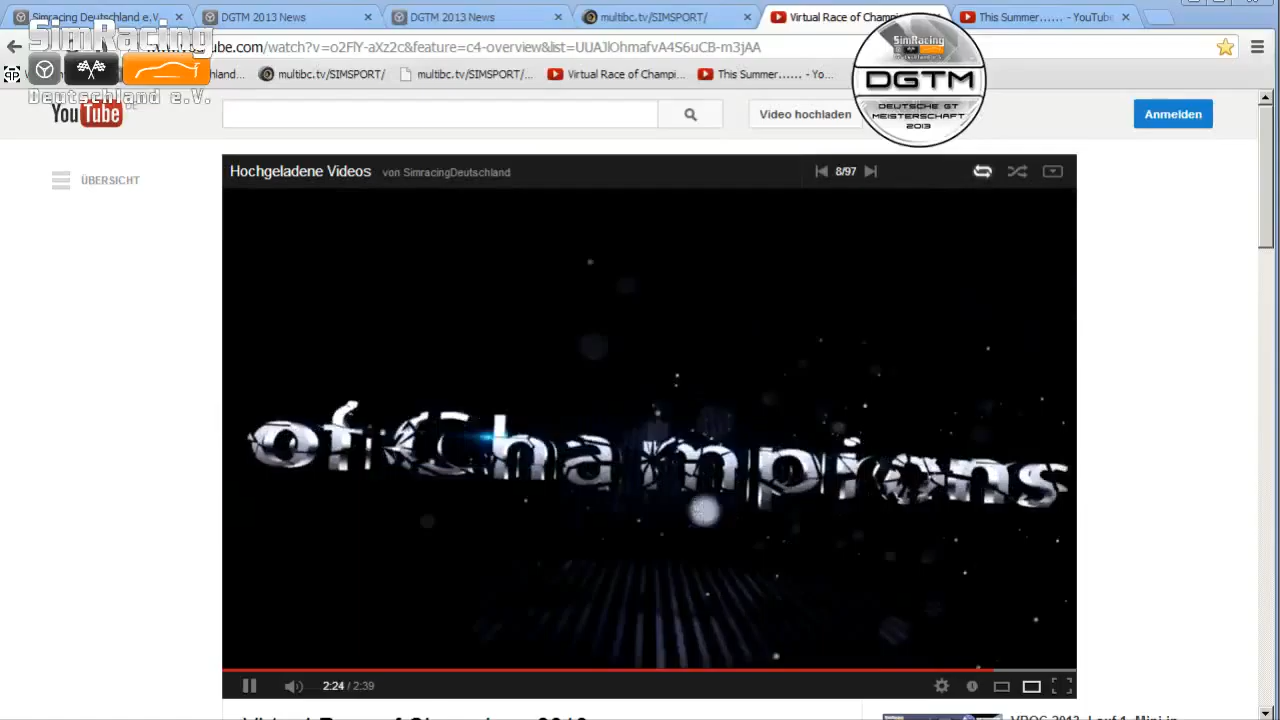 Simracing Deutschland e.V.
DGTM 2013 News
DGTM 2013 News
multibc.tv/SIMSPORT/
Virtual Race of Champi
This Summer...... - YouTube
SimRacing
Deutschland e.V.
/watch?v=o2FfY-aXz2c&feature=c4-overview&list=UUAJlOhmafvA4S6uCB-m3jAA
multibc.tv/SIMSPORT/
multibc.tv/SIMSPORT/...
Virtual Race of Champi...
This Summer...... - Yo...
SimRacing
DGTM
DEUTSCHE GT
MEISTERSCHAFT
2013
YouTube DE
Video hochladen
Anmelden
ÜBERSICHT
Hochgeladene Videos
von SimracingDeutschland
8/97
of Champions
2:24 / 2:39